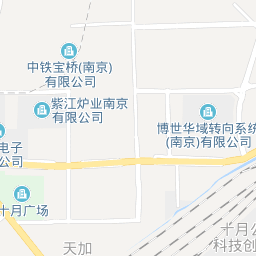 中铁宝桥(南京)
有限公司
紫江炉业南京
有限公司
博世华域转向系统
(南京)有限公司
电子
公司
十月广场
天加
十月公
科技创